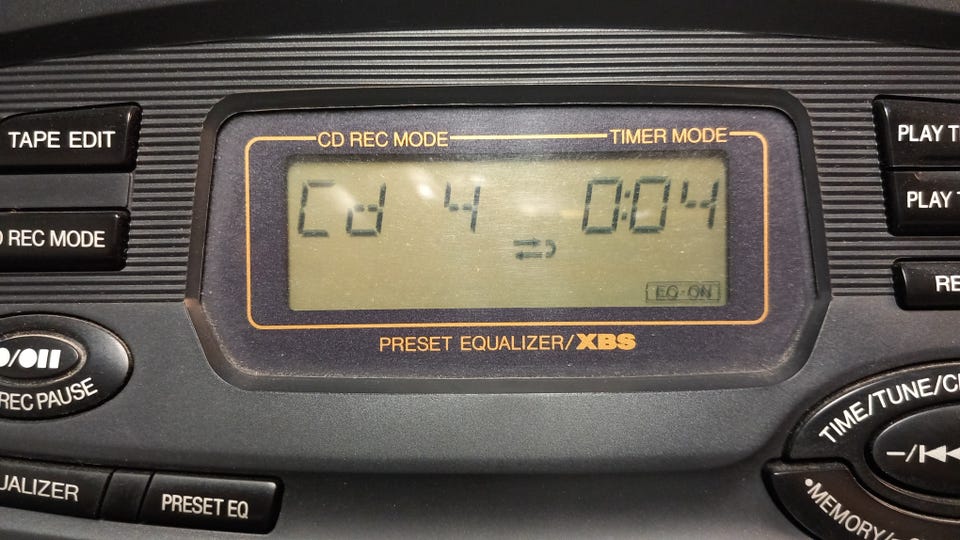 CD REC MODE TIMER MODE
TAPE EDIT
PLAY
Cd 4 0:04
PLAY
REC MODE
EQ-ON
PRESET EQUALIZER/XBS
REC PAUSE
TIME/TUNE/
PRESET EQ
MEMORY/